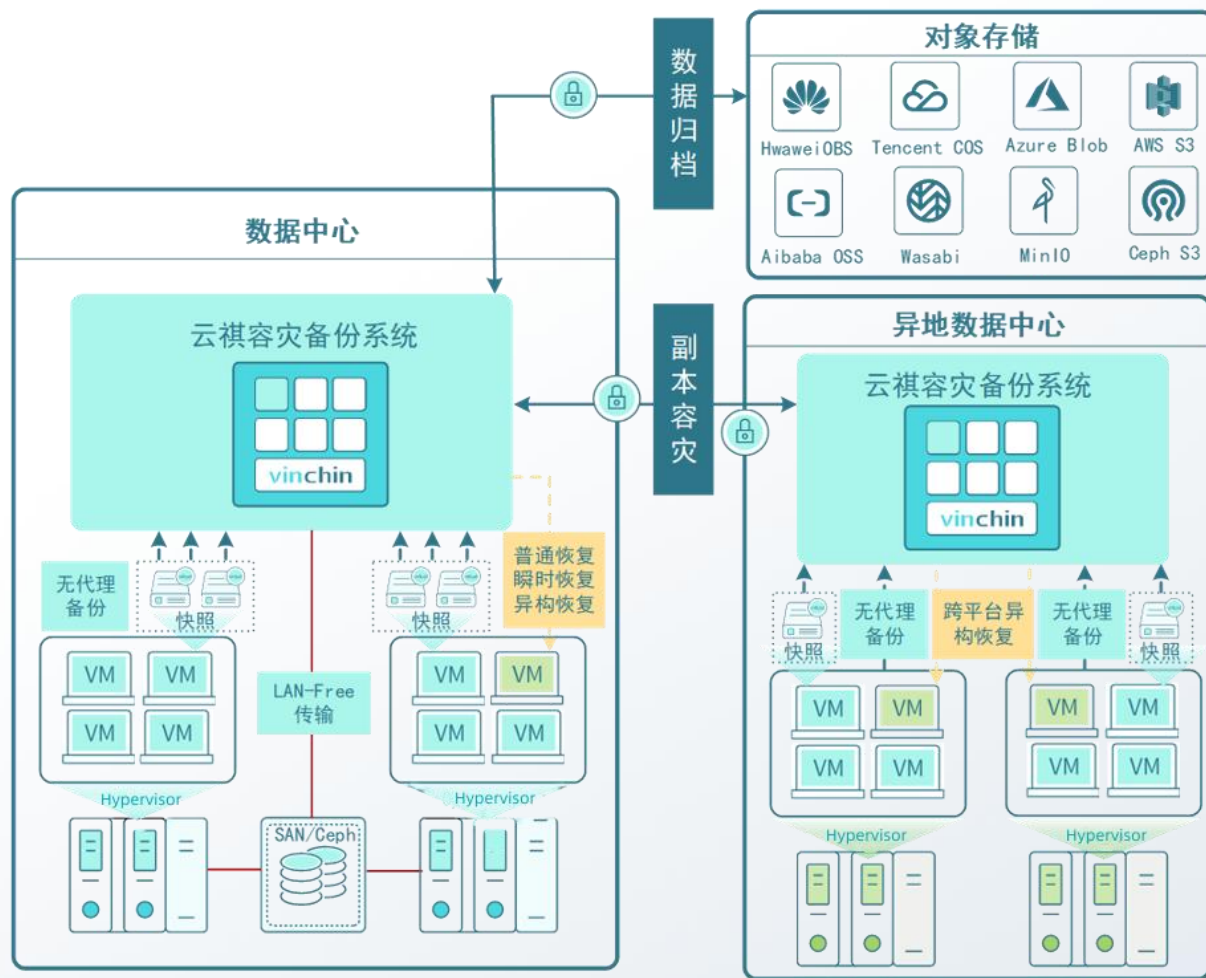 数据归档
对象存储
HwaweiOBS
Tencent COS
Azure Blob
AWS S3
Aibaba OSS
Wasabi
MinIO
Ceph S3
数据中心
云祺容灾备份系统
vinchin
无代理
备份
快照
快照
普通恢复
瞬时恢复
异构恢复
VM
VM
VM
VM
VM
VM
VM
VM
LAN-Free
传输
Hypervisor
Hypervisor
SAN/Ceph
副本容灾
异地数据中心
云祺容灾备份系统
vinchin
快照
无代理
备份
跨平台异
构恢复
无代理
备份
快照
VM
VM
VM
VM
VM
VM
VM
VM
Hypervisor
Hypervisor